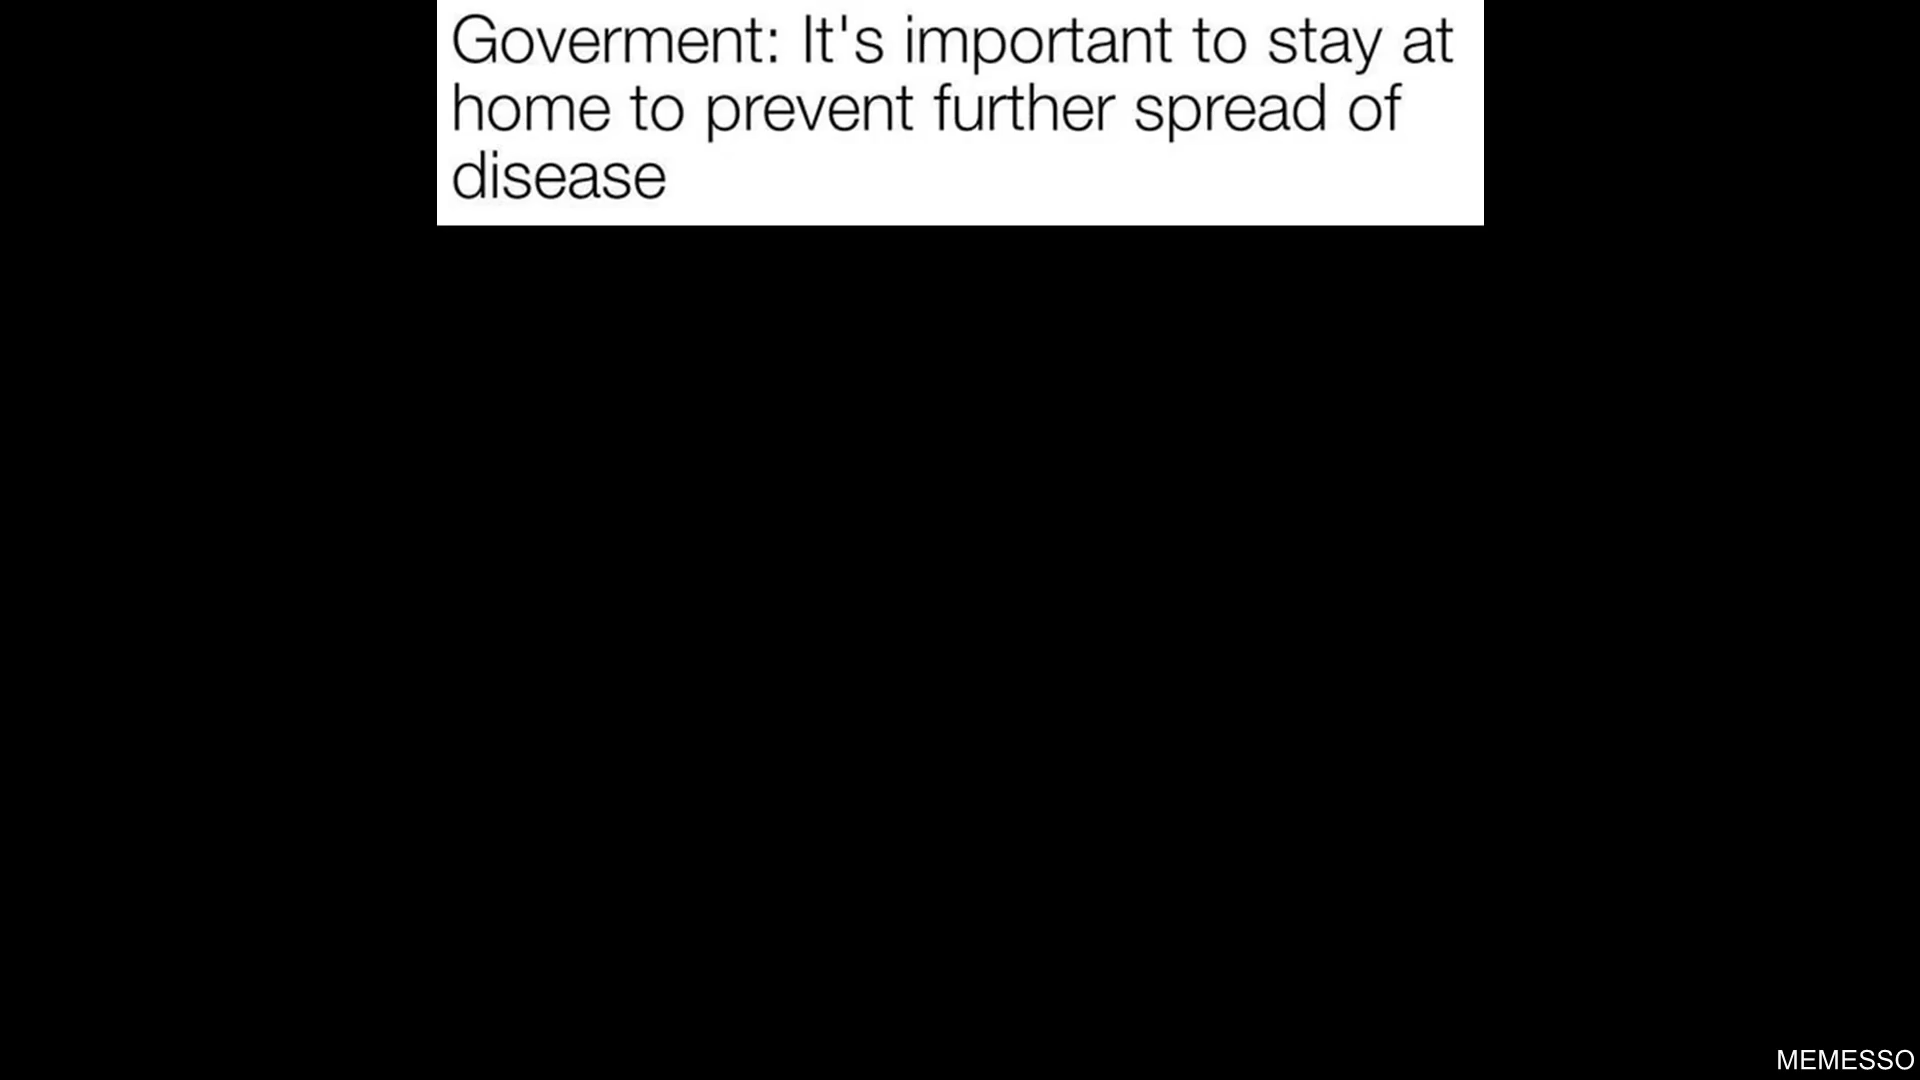 Goverment: It's important to stay at
home to prevent further spread of
disease
MEMESSO